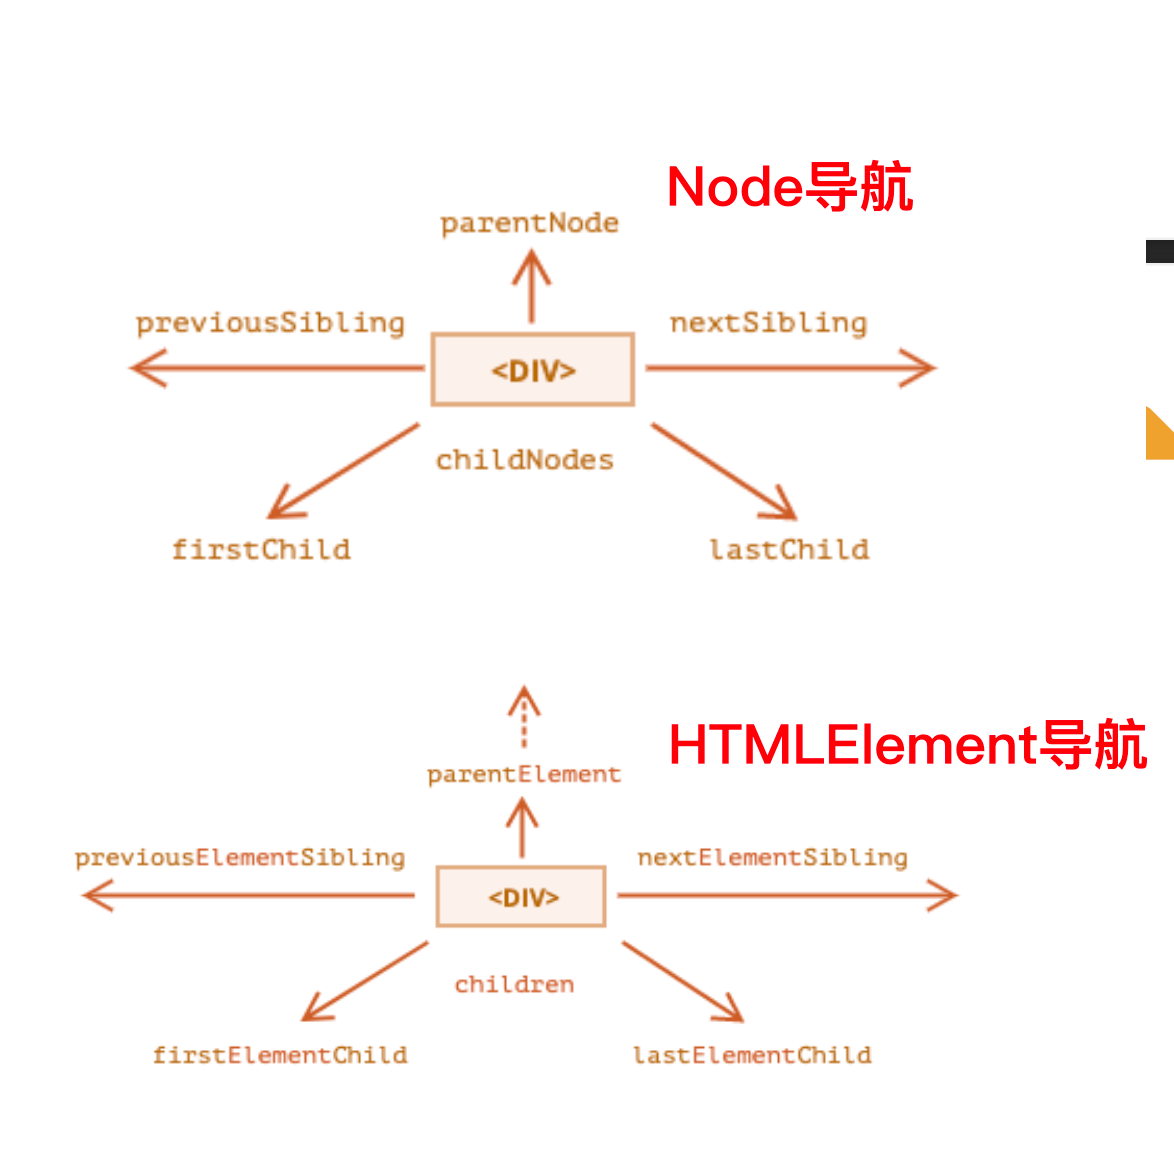 Node导航
parentNode
previousSibling
nextSibling
<DIV>
childNodes
firstChild
lastChild
HTMLElement导航
parentElement
previousElementSibling
nextElementSibling
<DIV>
children
firstElementChild
lastElementChild